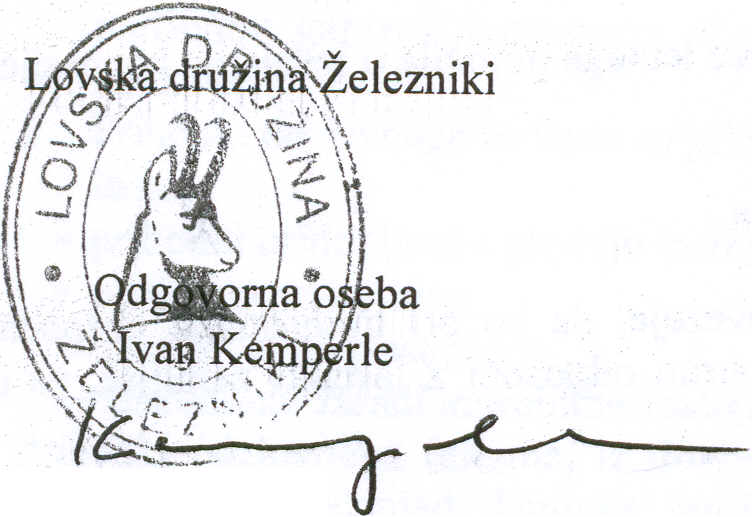 Lovska družina Železniki
LOVSKA DRUŽINA
ŽELEZNIKI
Odgovorna oseba
Ivan Kemperle